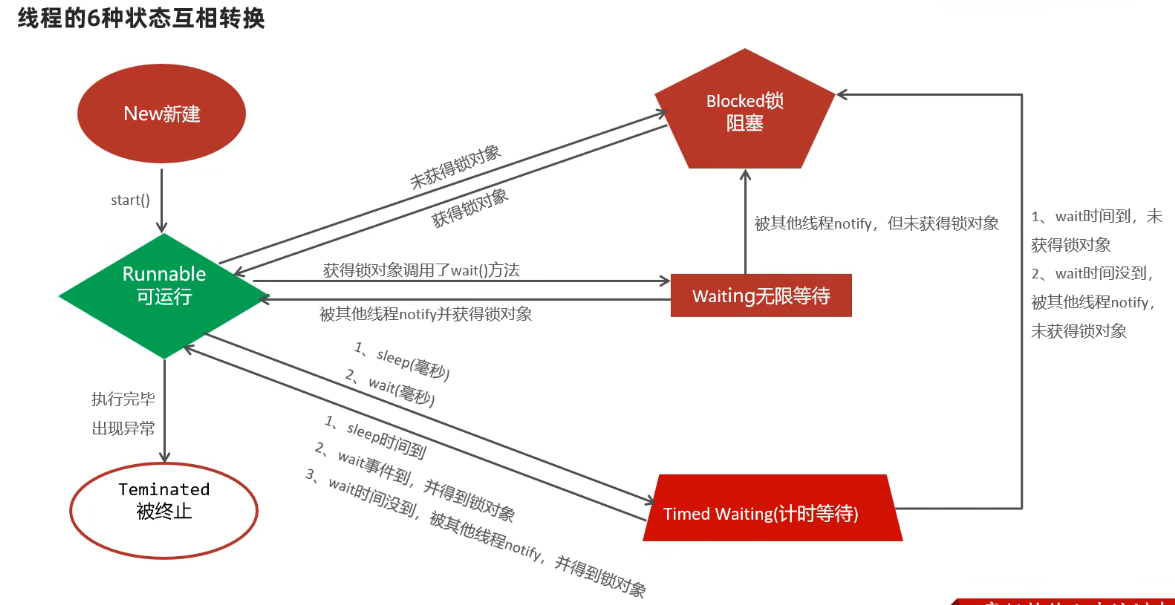 线程的6种状态互相转换
New新建
start()
Runnable
可运行
执行完毕
出现异常
Teminated
被终止
未获得锁对象
获得锁对象
获得锁对象调用了wait()方法
被其他线程notify并获得锁对象
1、sleep(毫秒)
2、wait(毫秒)
1、sleep时间到
2、wait事件到，并得到锁对象
3、wait时间没到，被其他线程notify，并得到锁对象
Blocked锁
阻塞
被其他线程notify，但未获得锁对象
Waiting无限等待
Timed Waiting(计时等待)
1、wait时间到，未
获得锁对象
2、wait时间没到，
被其他线程notify，
未获得锁对象